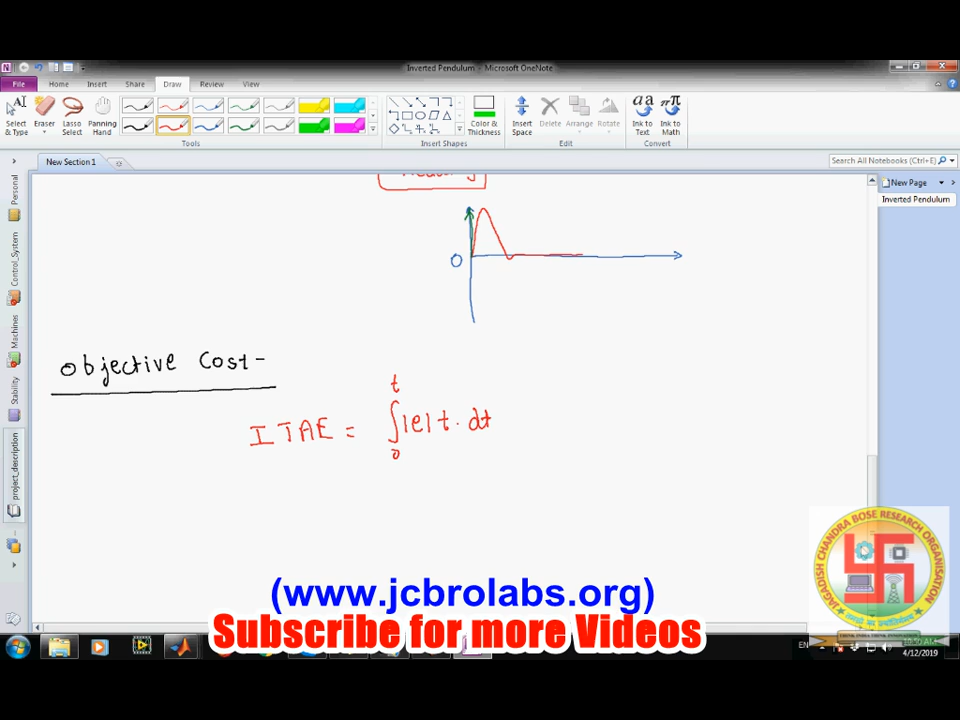 Inverted Pendulum - Microsoft OneNote
File Home Insert Share Draw Review View
Select & Type
Eraser
Lasso Select
Panning Hand
Color & Thickness
Insert Space
Delete
Arrange
Rotate
Ink to Text
Ink to Math
Tools
Insert Shapes
Edit
Convert
New Section 1
Search All Notebooks (Ctrl+E)
New Page
Inverted Pendulum
Personal
Control_System
Machines
Stability
project_description
0
Objective Cost-
t
ITAE = ∫|e| t. dt
0
JAGADISH CHANDRA BOSE RESEARCH ORGANISATION
(www.jcbrolabs.org)
Subscribe for more Videos
EN
4/12/2019